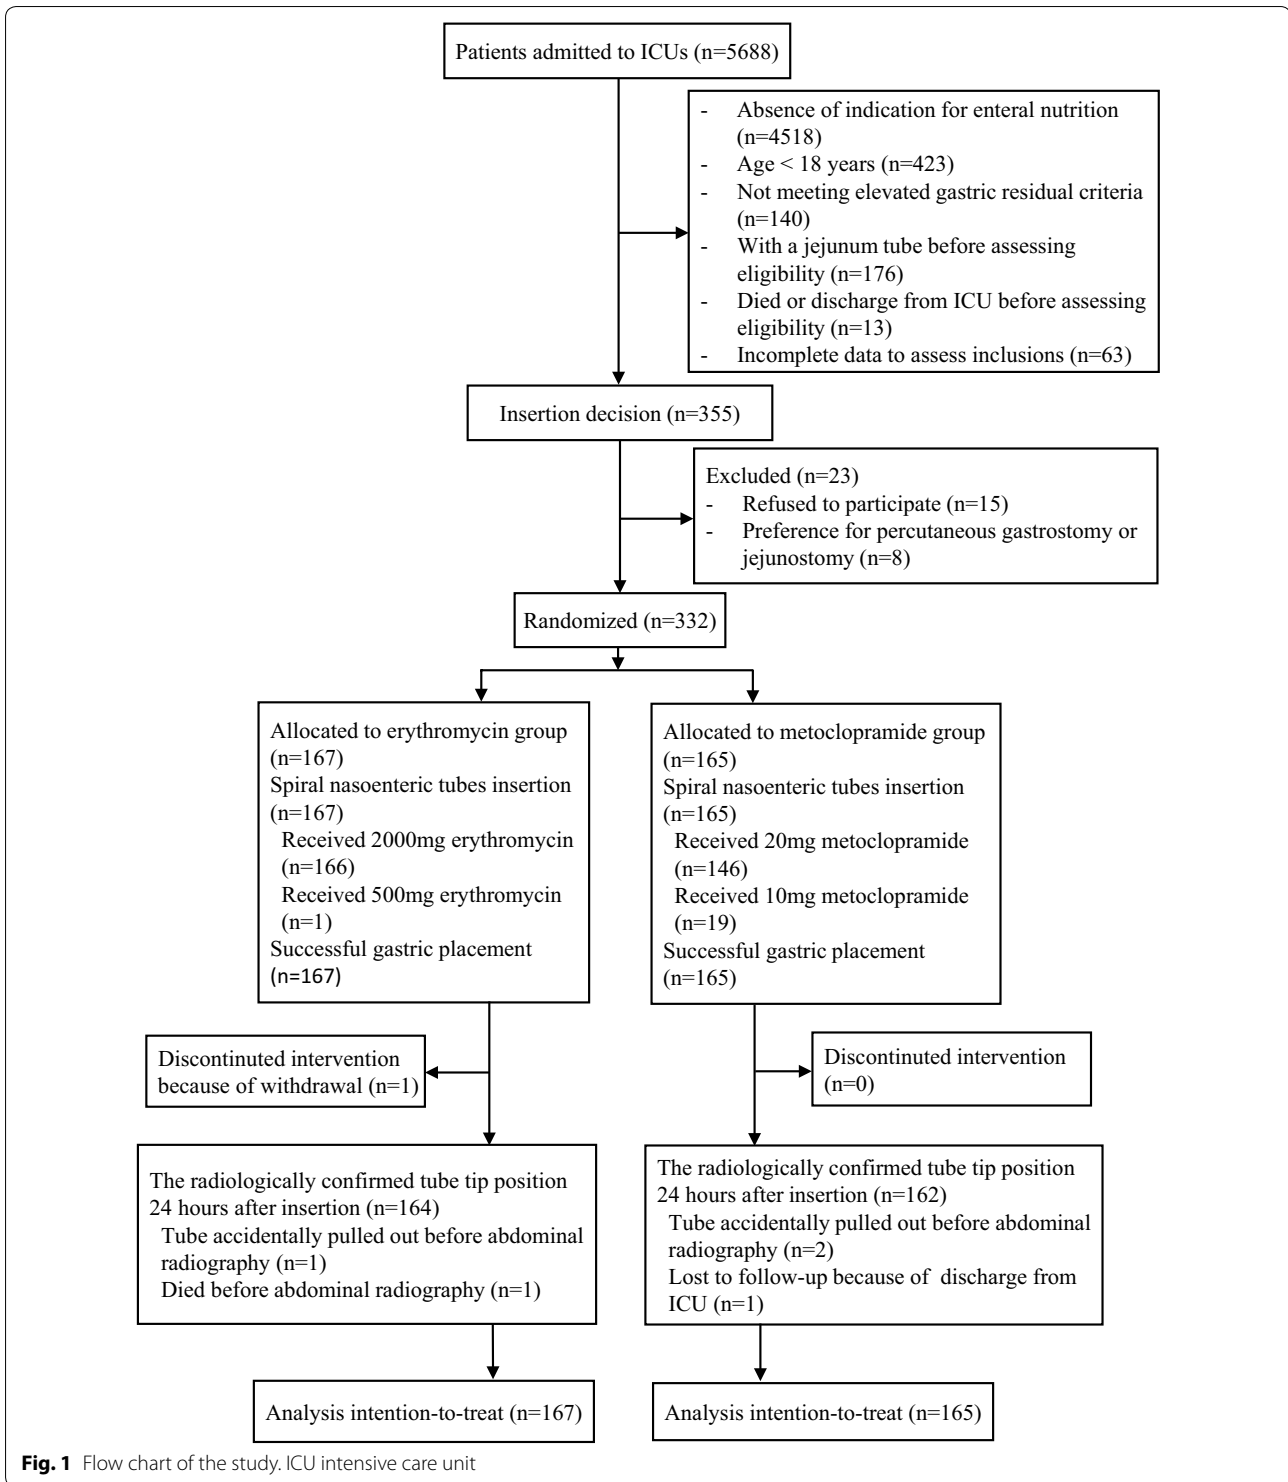 Patients admitted to ICUs (n=5688)
- Absence of indication for enteral nutrition
(n=4518)
- Age < 18 years (n=423)
- Not meeting elevated gastric residual criteria
(n=140)
- With a jejunum tube before assessing
eligibility (n=176)
- Died or discharge from ICU before assessing
eligibility (n=13)
- Incomplete data to assess inclusions (n=63)
Insertion decision (n=355)
Excluded (n=23)
- Refused to participate (n=15)
- Preference for percutaneous gastrostomy or
jejunostomy (n=8)
Randomized (n=332)
Allocated to erythromycin group
(n=167)
Spiral nasoenteric tubes insertion
(n=167)
Received 2000mg erythromycin
(n=166)
Received 500mg erythromycin
(n=1)
Successful gastric placement
(n=167)
Allocated to metoclopramide group
(n=165)
Spiral nasoenteric tubes insertion
(n=165)
Received 20mg metoclopramide
(n=146)
Received 10mg metoclopramide
(n=19)
Successful gastric placement
(n=165)
Discontinuted intervention
because of withdrawal (n=1)
Discontinuted intervention
(n=0)
The radiologically confirmed tube tip position
24 hours after insertion (n=164)
Tube accidentally pulled out before abdominal
radiography (n=1)
Died before abdominal radiography (n=1)
The radiologically confirmed tube tip position
24 hours after insertion (n=162)
Tube accidentally pulled out before abdominal
radiography (n=2)
Lost to follow-up because of discharge from
ICU (n=1)
Analysis intention-to-treat (n=167)
Analysis intention-to-treat (n=165)
Fig. 1 Flow chart of the study. ICU intensive care unit